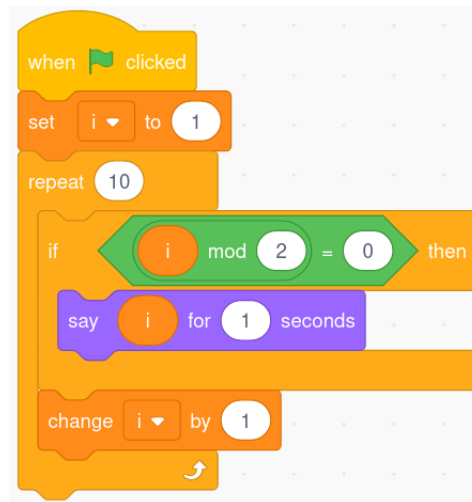 when clicked
set i to 1
repeat 10
if i mod 2 = 0 then
say i for 1 seconds
change i by 1